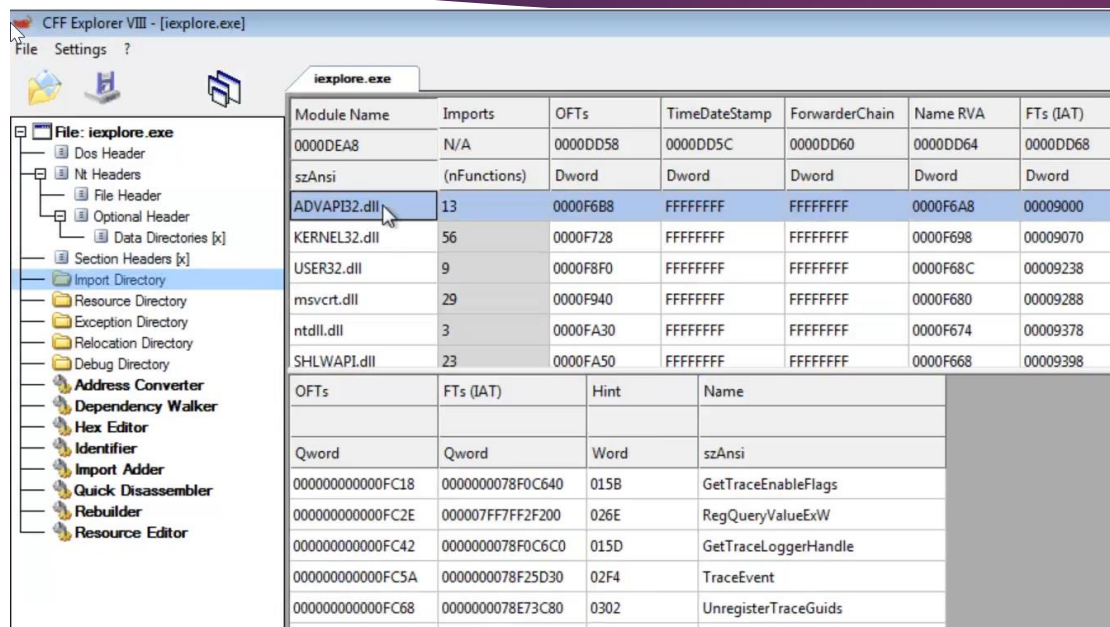 CFF Explorer VIII - [iexplore.exe]
File Settings ?
iexplore.exe
File: iexplore.exe
Dos Header
Nt Headers
File Header
Optional Header
Data Directories [x]
Section Headers [x]
Import Directory
Resource Directory
Exception Directory
Relocation Directory
Debug Directory
Address Converter
Dependency Walker
Hex Editor
Identifier
Import Adder
Quick Disassembler
Rebuilder
Resource Editor
Module Name Imports OFTs TimeDateStamp ForwarderChain Name RVA FTs (IAT)
0000DEA8 N/A 0000DD58 0000DD5C 0000DD60 0000DD64 0000DD68
szAnsi (nFunctions) Dword Dword Dword Dword Dword
ADVAPI32.dll 13 0000F6B8 FFFFFFFF FFFFFFFF 0000F6A8 00009000
KERNEL32.dll 56 0000F728 FFFFFFFF FFFFFFFF 0000F698 00009070
USER32.dll 9 0000F8F0 FFFFFFFF FFFFFFFF 0000F68C 00009238
msvcrt.dll 29 0000F940 FFFFFFFF FFFFFFFF 0000F680 00009288
ntdll.dll 3 0000FA30 FFFFFFFF FFFFFFFF 0000F674 00009378
SHLWAPI.dll 23 0000FA50 FFFFFFFF FFFFFFFF 0000F668 00009398
OFTs FTs (IAT) Hint Name
Qword Qword Word szAnsi
000000000000FC18 0000000078F0C640 015B GetTraceEnableFlags
000000000000FC2E 000007FF7FF2F200 026E RegQueryValueExW
000000000000FC42 0000000078F0C6C0 015D GetTraceLoggerHandle
000000000000FC5A 0000000078F25D30 02F4 TraceEvent
000000000000FC68 0000000078E73C80 0302 UnregisterTraceGuids